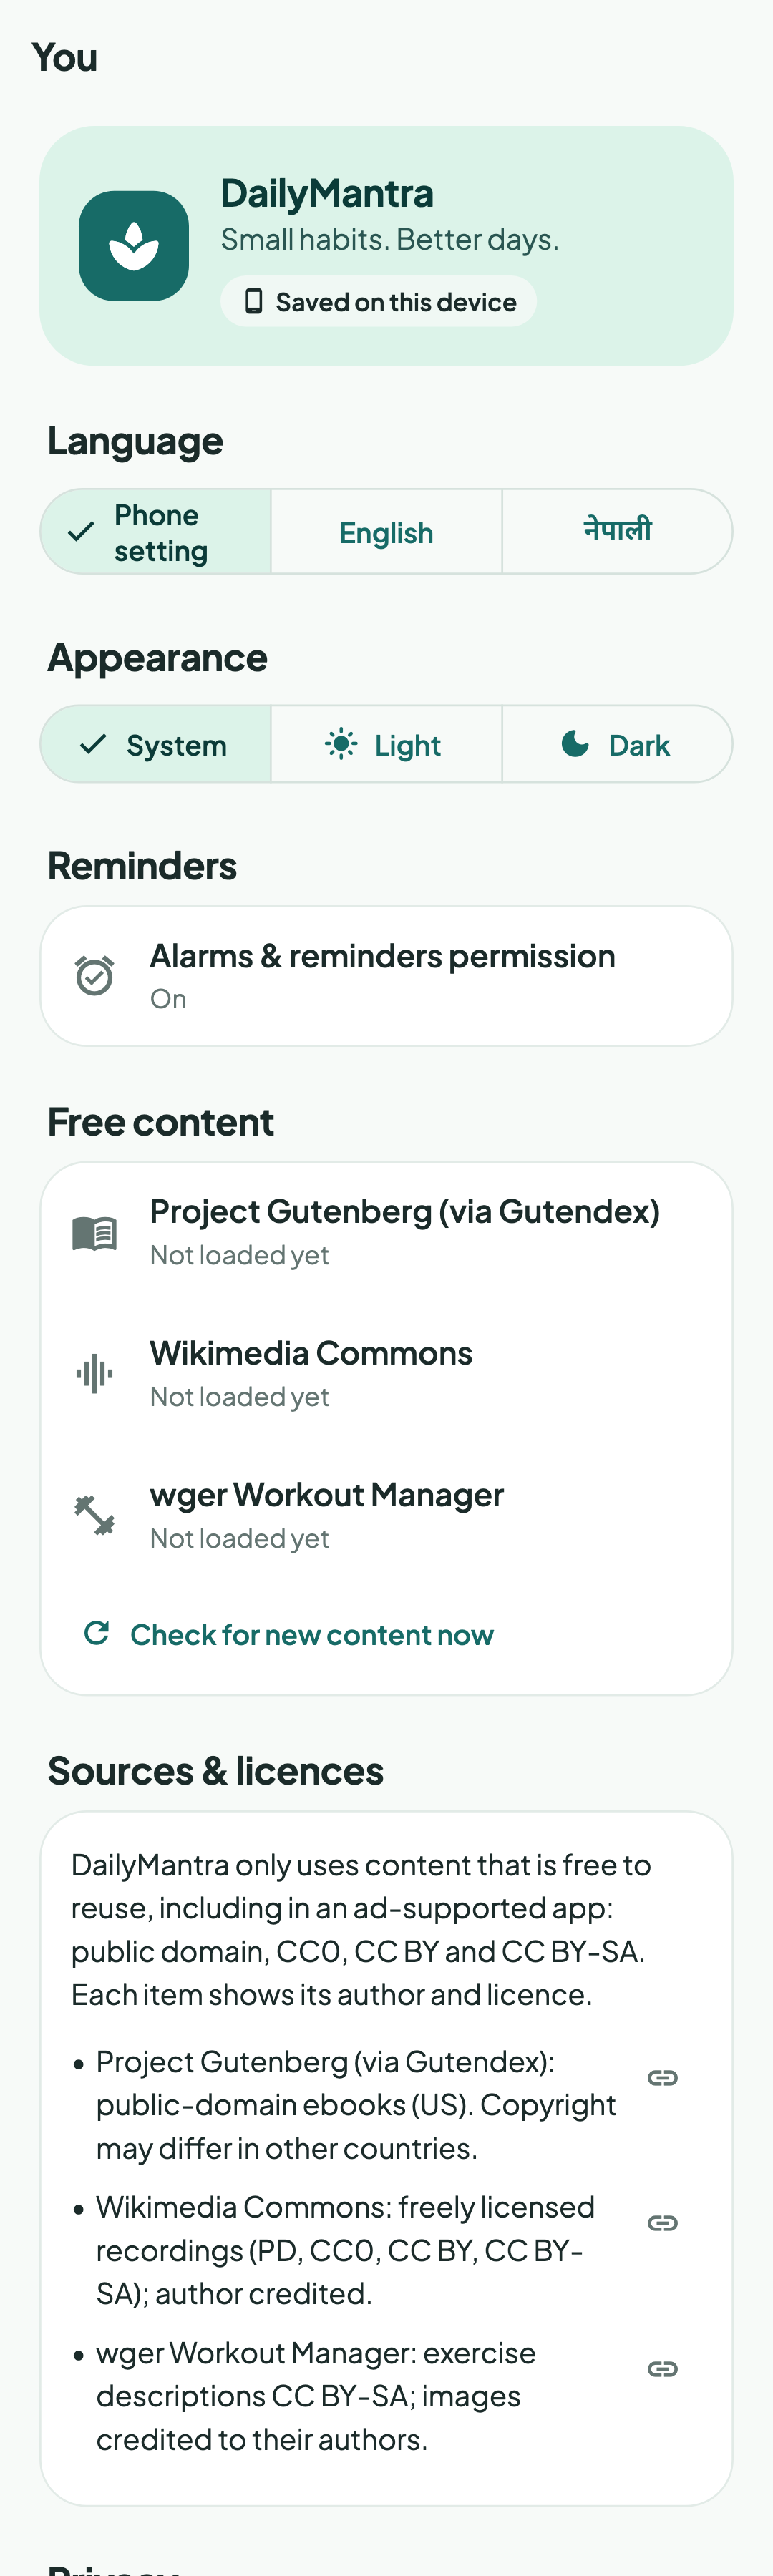 You
DailyMantra
Small habits. Better days.
Saved on this device
Language
Phone
setting
English
नेपाली
Appearance
System
Light
Dark
Reminders
Alarms & reminders permission
On
Free content
Project Gutenberg (via Gutendex)
Not loaded yet
Wikimedia Commons
Not loaded yet
wger Workout Manager
Not loaded yet
Check for new content now
Sources & licences
DailyMantra only uses content that is free to
reuse, including in an ad-supported app:
public domain, CC0, CC BY and CC BY-SA.
Each item shows its author and licence.
• Project Gutenberg (via Gutendex):
public-domain ebooks (US). Copyright
may differ in other countries.
• Wikimedia Commons: freely licensed
recordings (PD, CC0, CC BY, CC BY-
SA); author credited.
• wger Workout Manager: exercise
descriptions CC BY-SA; images
credited to their authors.
Privacy